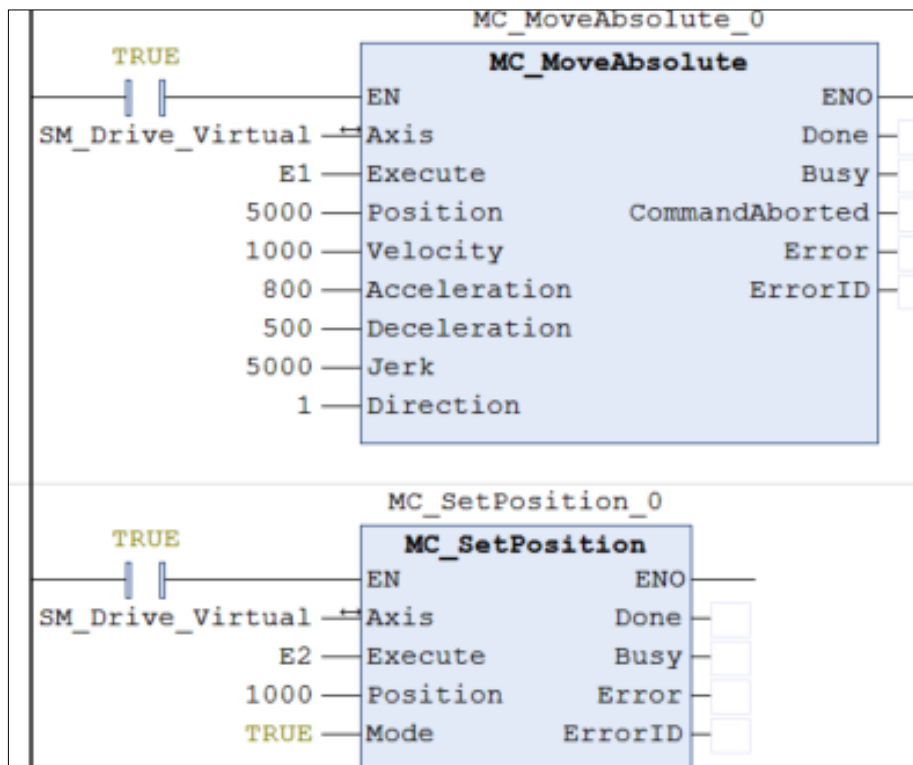 MC_MoveAbsolute_0
TRUE
MC_MoveAbsolute
EN ENO
SM_Drive_Virtual Axis Done
E1 Execute Busy
5000 Position CommandAborted
1000 Velocity Error
800 Acceleration ErrorID
500 Deceleration
5000 Jerk
1 Direction
MC_SetPosition_0
TRUE
MC_SetPosition
EN ENO
SM_Drive_Virtual Axis Done
E2 Execute Busy
1000 Position Error
TRUE Mode ErrorID